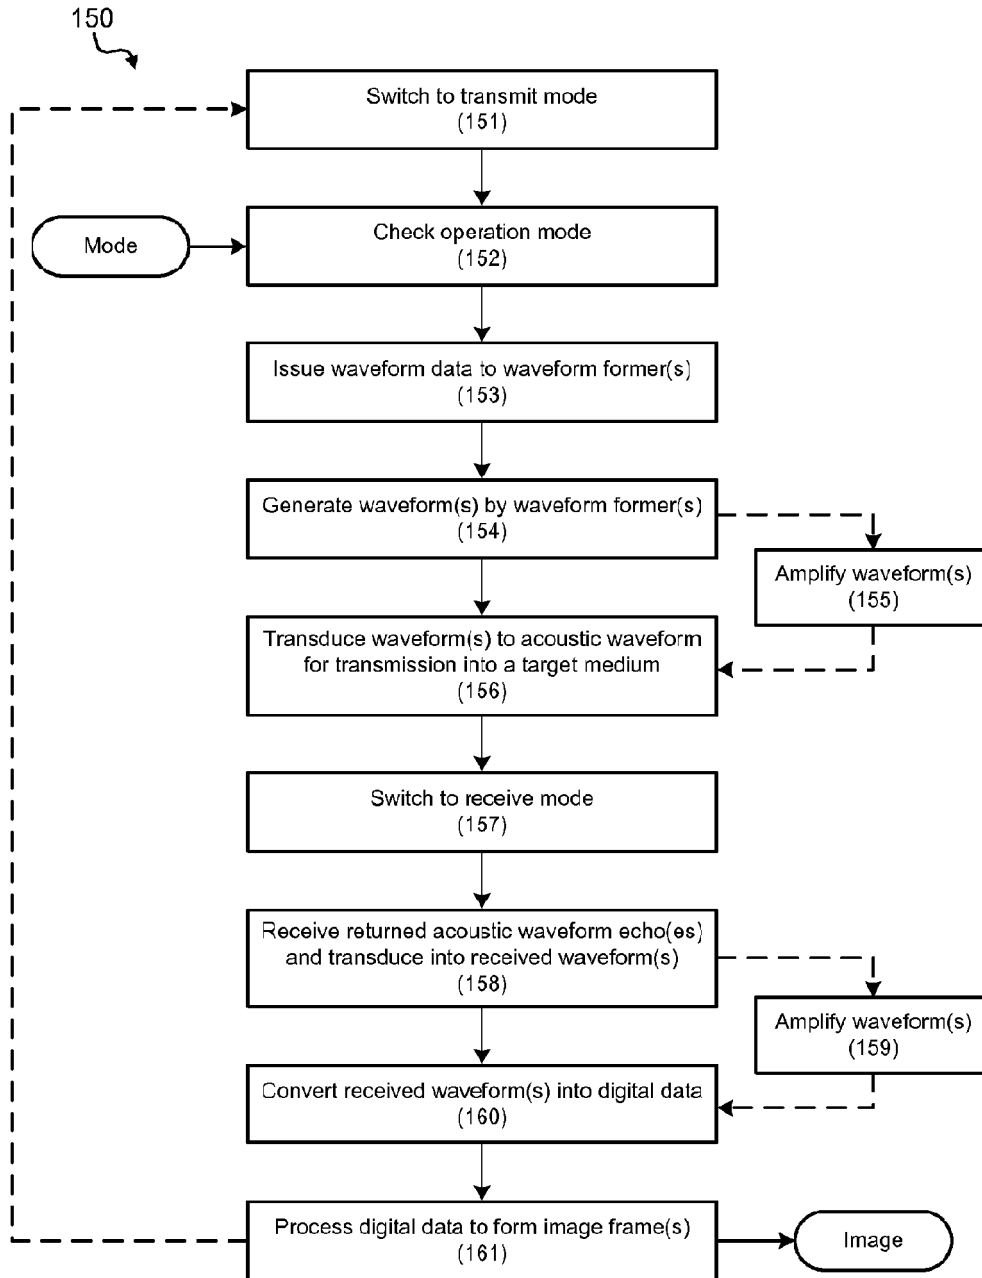 150
Switch to transmit mode
(151)
Mode
Check operation mode
(152)
Issue waveform data to waveform former(s)
(153)
Generate waveform(s) by waveform former(s)
(154)
Amplify waveform(s)
(155)
Transduce waveform(s) to acoustic waveform
for transmission into a target medium
(156)
Switch to receive mode
(157)
Receive returned acoustic waveform echo(es)
and transduce into received waveform(s)
(158)
Amplify waveform(s)
(159)
Convert received waveform(s) into digital data
(160)
Process digital data to form image frame(s)
(161)
Image